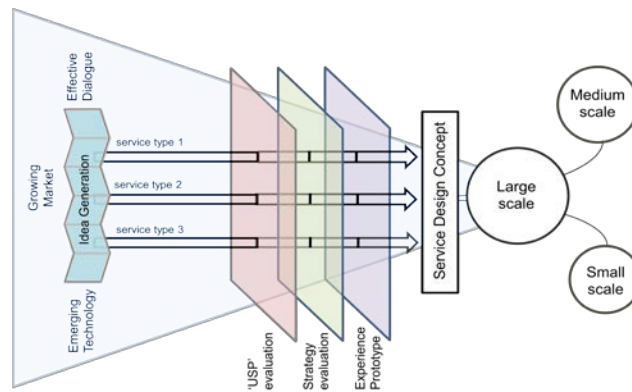 Effective
Dialogue
Growing
Market
Idea Generation
Emerging
Technology
service type 1
service type 2
service type 3
'USP'
evaluation
Strategy
evaluation
Experience
Prototype
Service Design Concept
Large
scale
Medium
scale
Small
scale